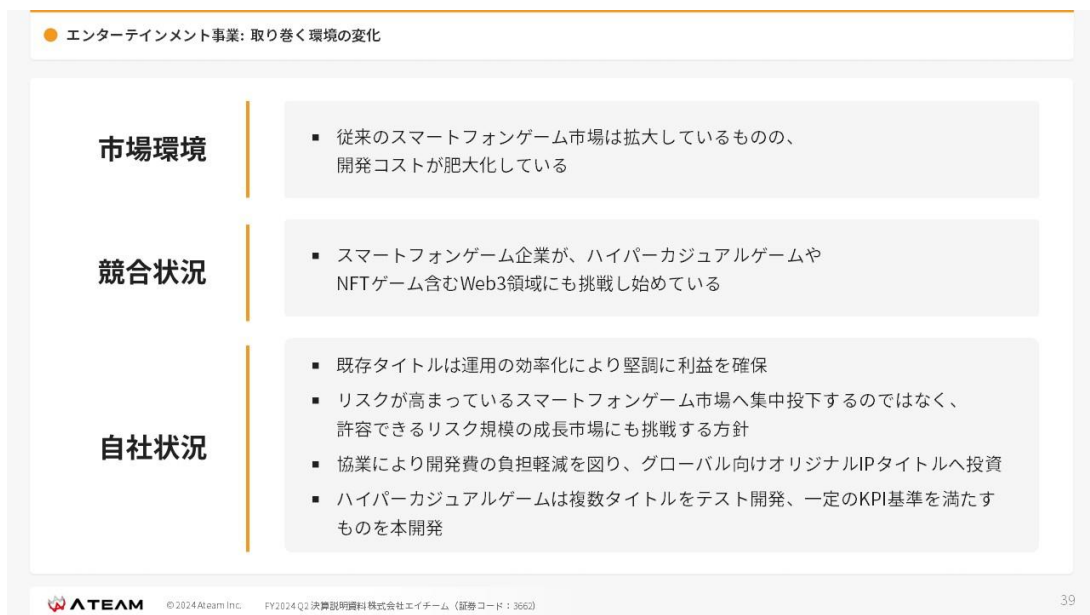 エンターテインメント事業: 取り巻く環境の変化
市場環境
▪ 従来のスマートフォンゲーム市場は拡大しているものの、
開発コストが肥大化している
競合状況
▪ スマートフォンゲーム企業が、ハイパーカジュアルゲームや
NFTゲーム含むWeb3領域にも挑戦し始めている
自社状況
▪ 既存タイトルは運用の効率化により堅調に利益を確保
▪ リスクが高まっているスマートフォンゲーム市場へ集中投下するのではなく、
許容できるリスク規模の成長市場にも挑戦する方針
▪ 協業により開発費の負担軽減を図り、グローバル向けオリジナルIPタイトルへ投資
▪ ハイパーカジュアルゲームは複数タイトルをテスト開発、一定のKPI基準を満たす
ものを本開発
ATEAM © 2024 Ateam Inc. FY2024 Q2 決算説明資料 株式会社エイチーム（証券コード：3662）
39